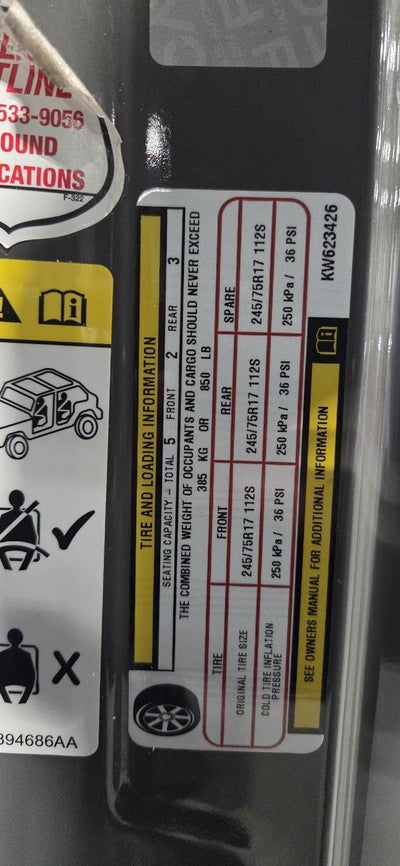 TLINE
533-9056
OUND
CATIONS
F-322
394686AA
TIRE AND LOADING INFORMATION
SEATING CAPACITY - TOTAL 5 FRONT 2 REAR 3
THE COMBINED WEIGHT OF OCCUPANTS AND CARGO SHOULD NEVER EXCEED
385 KG OR 850 LB
TIRE FRONT REAR SPARE
ORIGINAL TIRE SIZE 245/75R17 112S 245/75R17 112S 245/75R17 112S
COLD TIRE INFLATION PRESSURE 250 kPa / 36 PSI 250 kPa / 36 PSI 250 kPa / 36 PSI
SEE OWNERS MANUAL FOR ADDITIONAL INFORMATION
KW623426